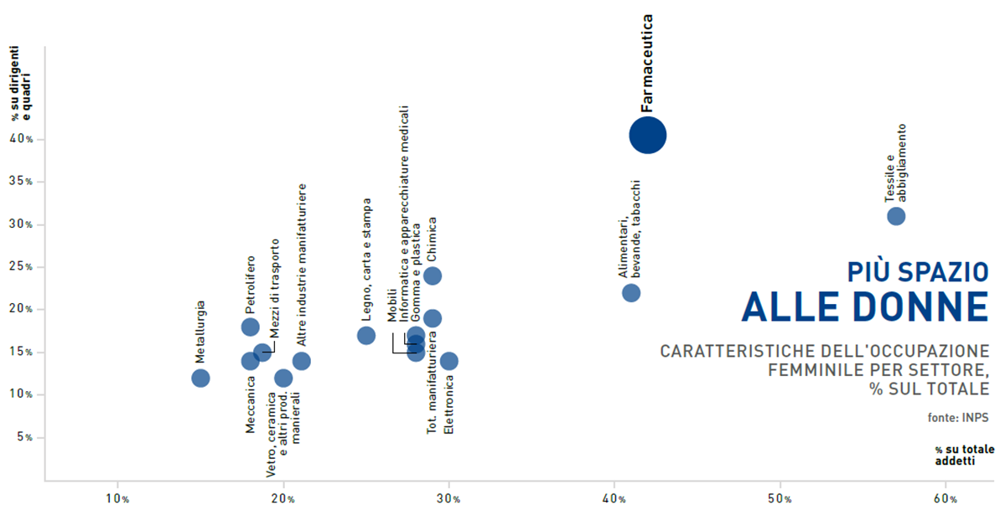 % su dirigenti
e quadri
40%
35%
30%
25%
20%
15%
10%
5%
10%
20%
30%
40%
50%
60%
Metallurgia
Petrolifero
Meccanica
Mezzi di trasporto
Vetro, ceramica
e altri prod.
manierali
Altre industrie manifatturiere
Legno, carta e stampa
Mobili
Informatica e apparecchiature medicali
Gomma e plastica
Chimica
Tot. manifatturiera
Elettronica
Alimentari,
bevande, tabacchi
Farmaceutica
Tessile e
abbigliamento
PIÙ SPAZIO
ALLE DONNE
CARATTERISTICHE DELL'OCCUPAZIONE
FEMMINILE PER SETTORE,
% SUL TOTALE
fonte: INPS
% su totale
addetti